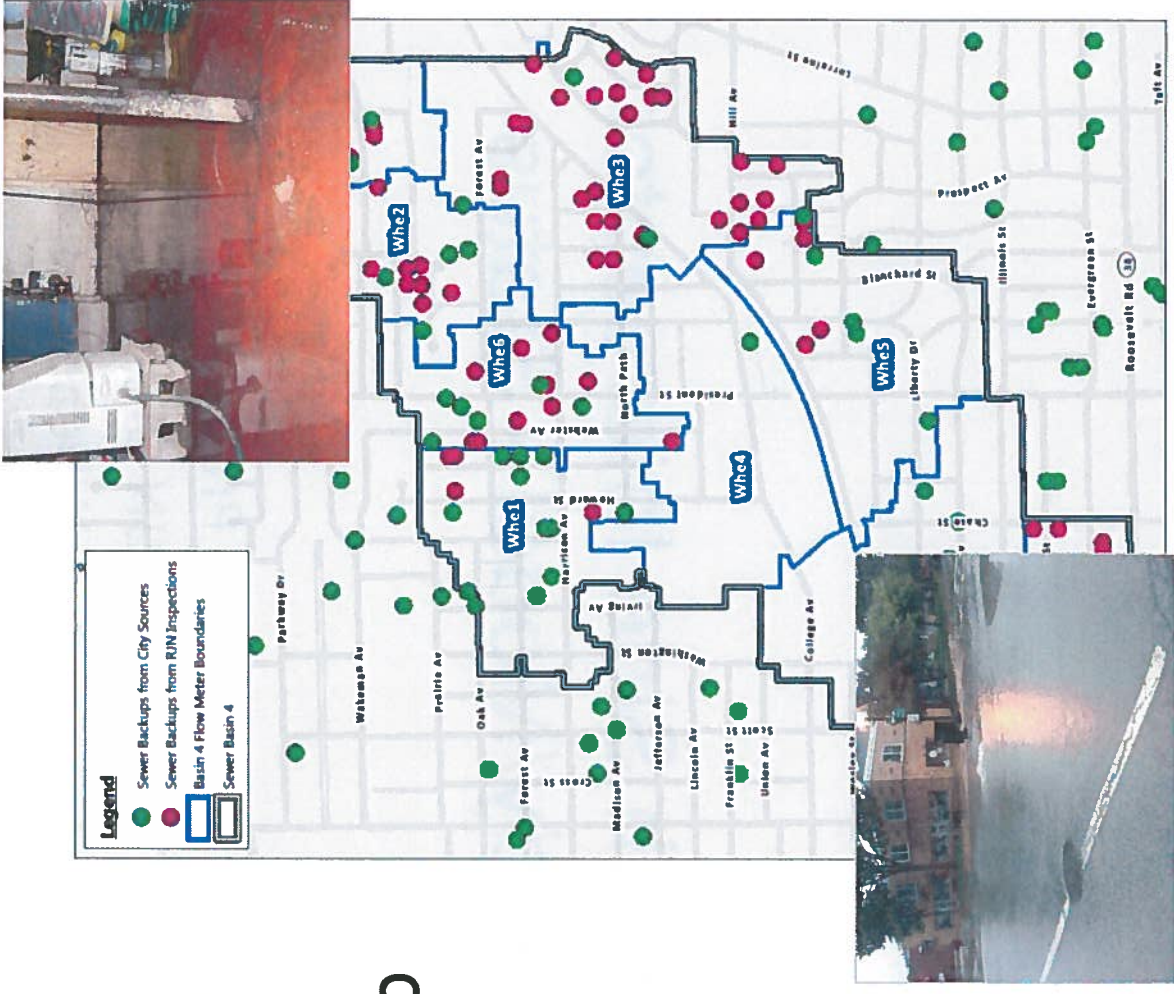 Legend
Sewer Backups from City Sources
Sewer Backups from RJN Inspections
Basin 4 Flow Meter Boundaries
Sewer Basin 4
Parkway Dr
Wakeman Av
Prairie Av
Oak Av
Forest Av
Cross St
Madison Av
Jefferson Av
Lincoln Av
Franklin St
Scott St
Union Av
Washington St
Irving Av
College Av
Harrison Av
Howard St
Whe1
Webster Av
Whe6
North Path
President St
Whe4
Whe2
Forest Av
Whe3
Hill Av
Lorraine St
Whe5
Liberty Dr
Blanchard St
Chase St
St
Prospect Av
Illinois St
Evergreen St
Roosevelt Rd
38
Taft Av